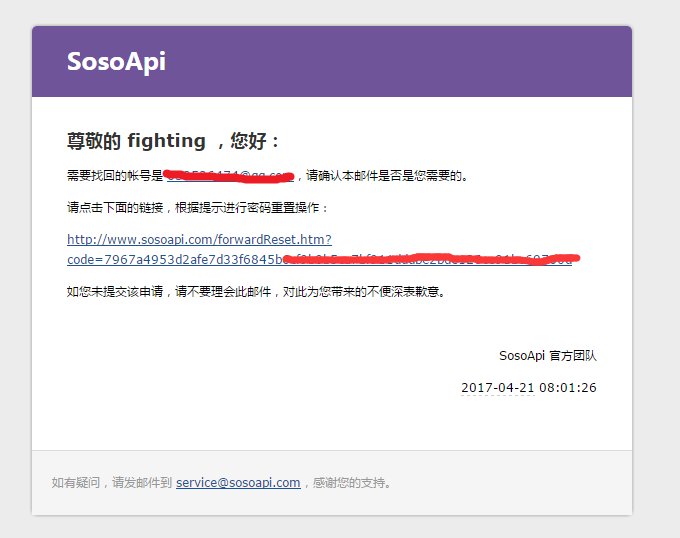 SosoApi
尊敬的 fighting ，您好：
需要找回的帐号是 ，请确认本邮件是否是您需要的。
请点击下面的链接，根据提示进行密码重置操作：
http://www.sosoapi.com/forwardReset.htm?
code=7967a4953d2afe7d33f6845b
如您未提交该申请，请不要理会此邮件，对此为您带来的不便深表歉意。
SosoApi 官方团队
2017-04-21 08:01:26
如有疑问，请发邮件到 service@sosoapi.com，感谢您的支持。